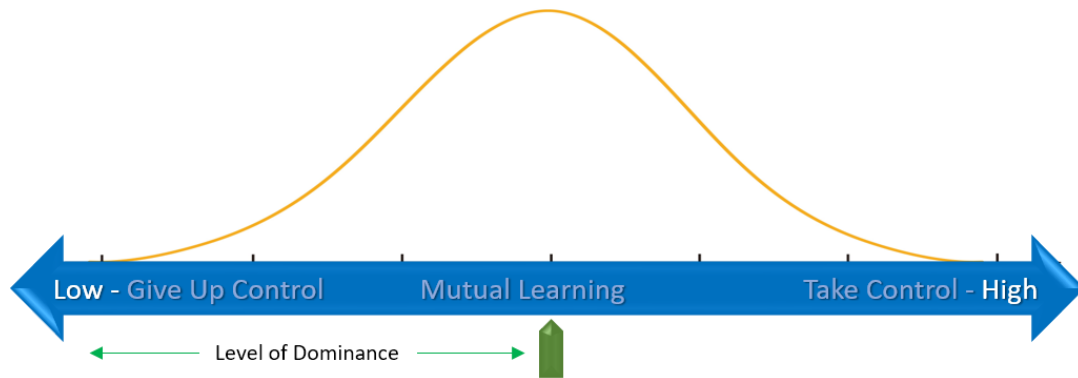 Low - Give Up Control Mutual Learning Take Control - High
Level of Dominance